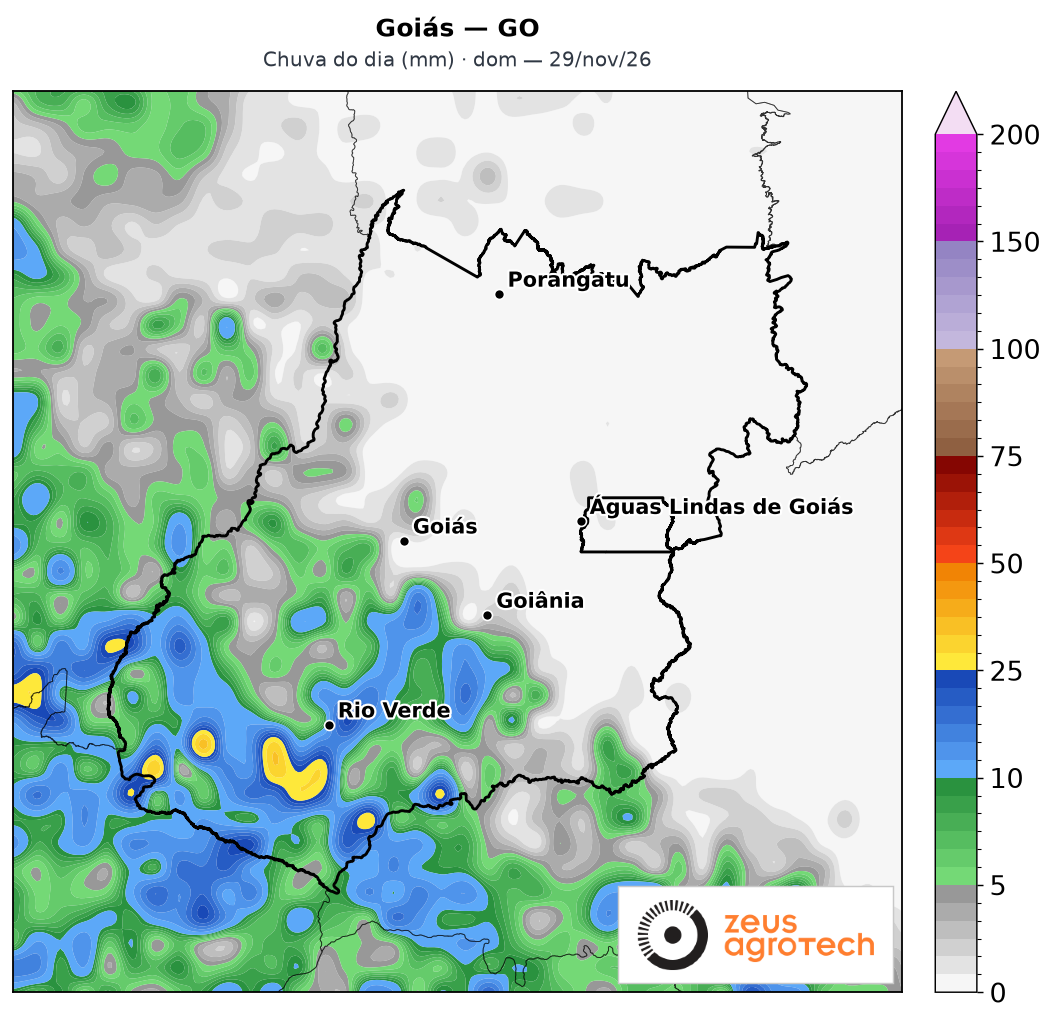 Goiás — GO
Chuva do dia (mm) · dom — 29/nov/26
200
150
100
75
50
25
10
5
0
Porangatu
Águas Lindas de Goiás
Goiás
Goiânia
Rio Verde
zeus
agrotech